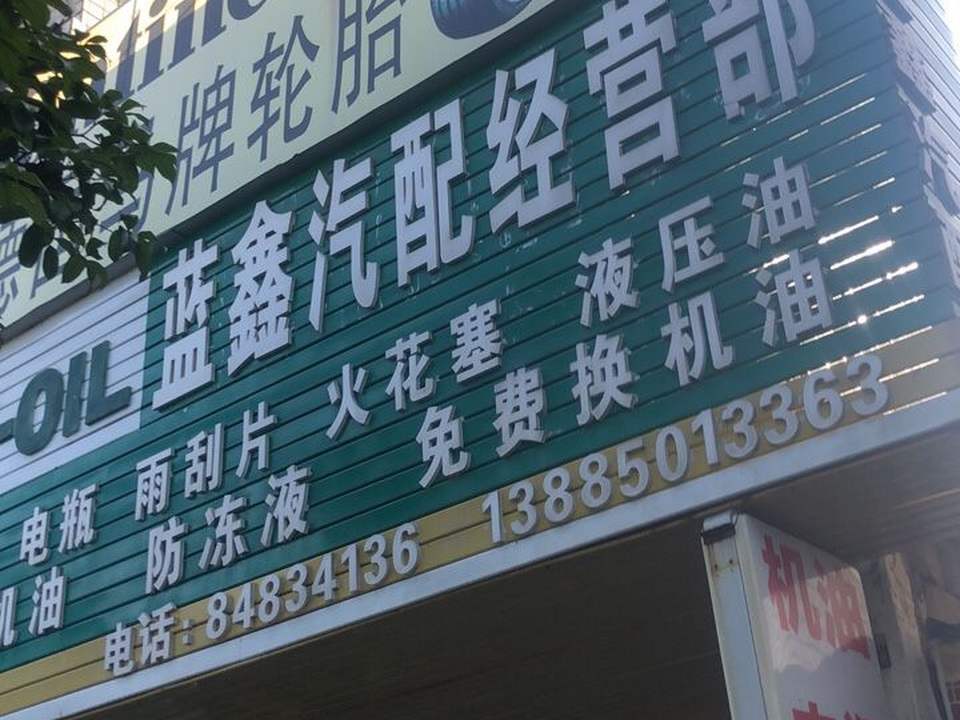 牌轮胎
蓝鑫汽配经营部
OIL
电瓶 雨刮片 火花塞 液压油
机油 防冻液 免费换机油
电话:84834136 13885013363
机油